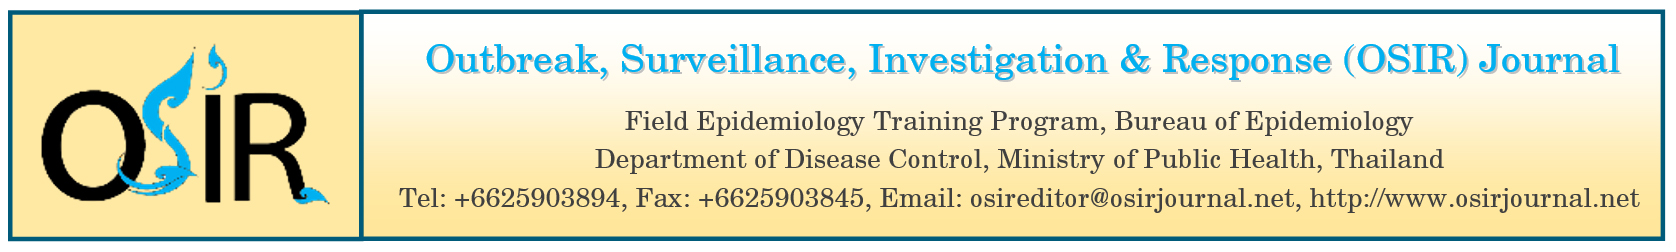 OSIR
Outbreak, Surveillance, Investigation & Response (OSIR) Journal
Field Epidemiology Training Program, Bureau of Epidemiology
Department of Disease Control, Ministry of Public Health, Thailand
Tel: +6625903894, Fax: +6625903845, Email: osireditor@osirjournal.net, http://www.osirjournal.net